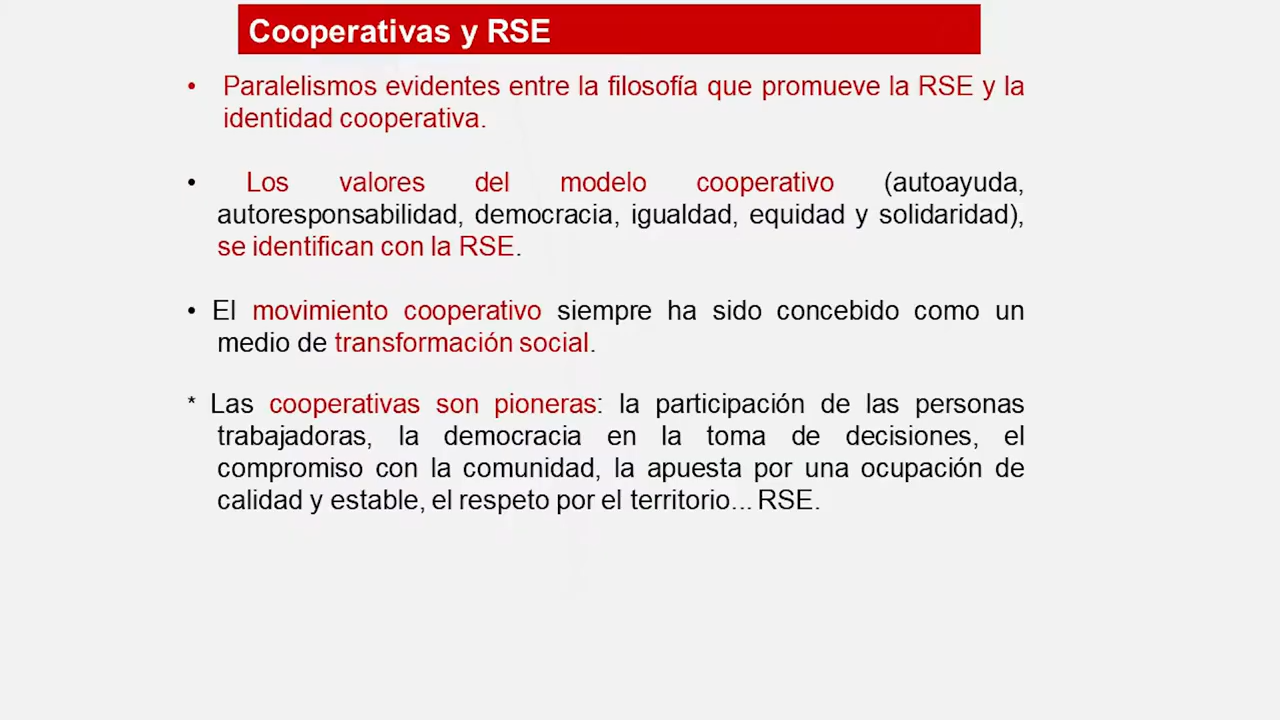 Cooperativas y RSE
• Paralelismos evidentes entre la filosofía que promueve la RSE y la
identidad cooperativa.
• Los valores del modelo cooperativo (autoayuda,
autoresponsabilidad, democracia, igualdad, equidad y solidaridad),
se identifican con la RSE.
• El movimiento cooperativo siempre ha sido concebido como un
medio de transformación social.
* Las cooperativas son pioneras: la participación de las personas
trabajadoras, la democracia en la toma de decisiones, el
compromiso con la comunidad, la apuesta por una ocupación de
calidad y estable, el respeto por el territorio... RSE.